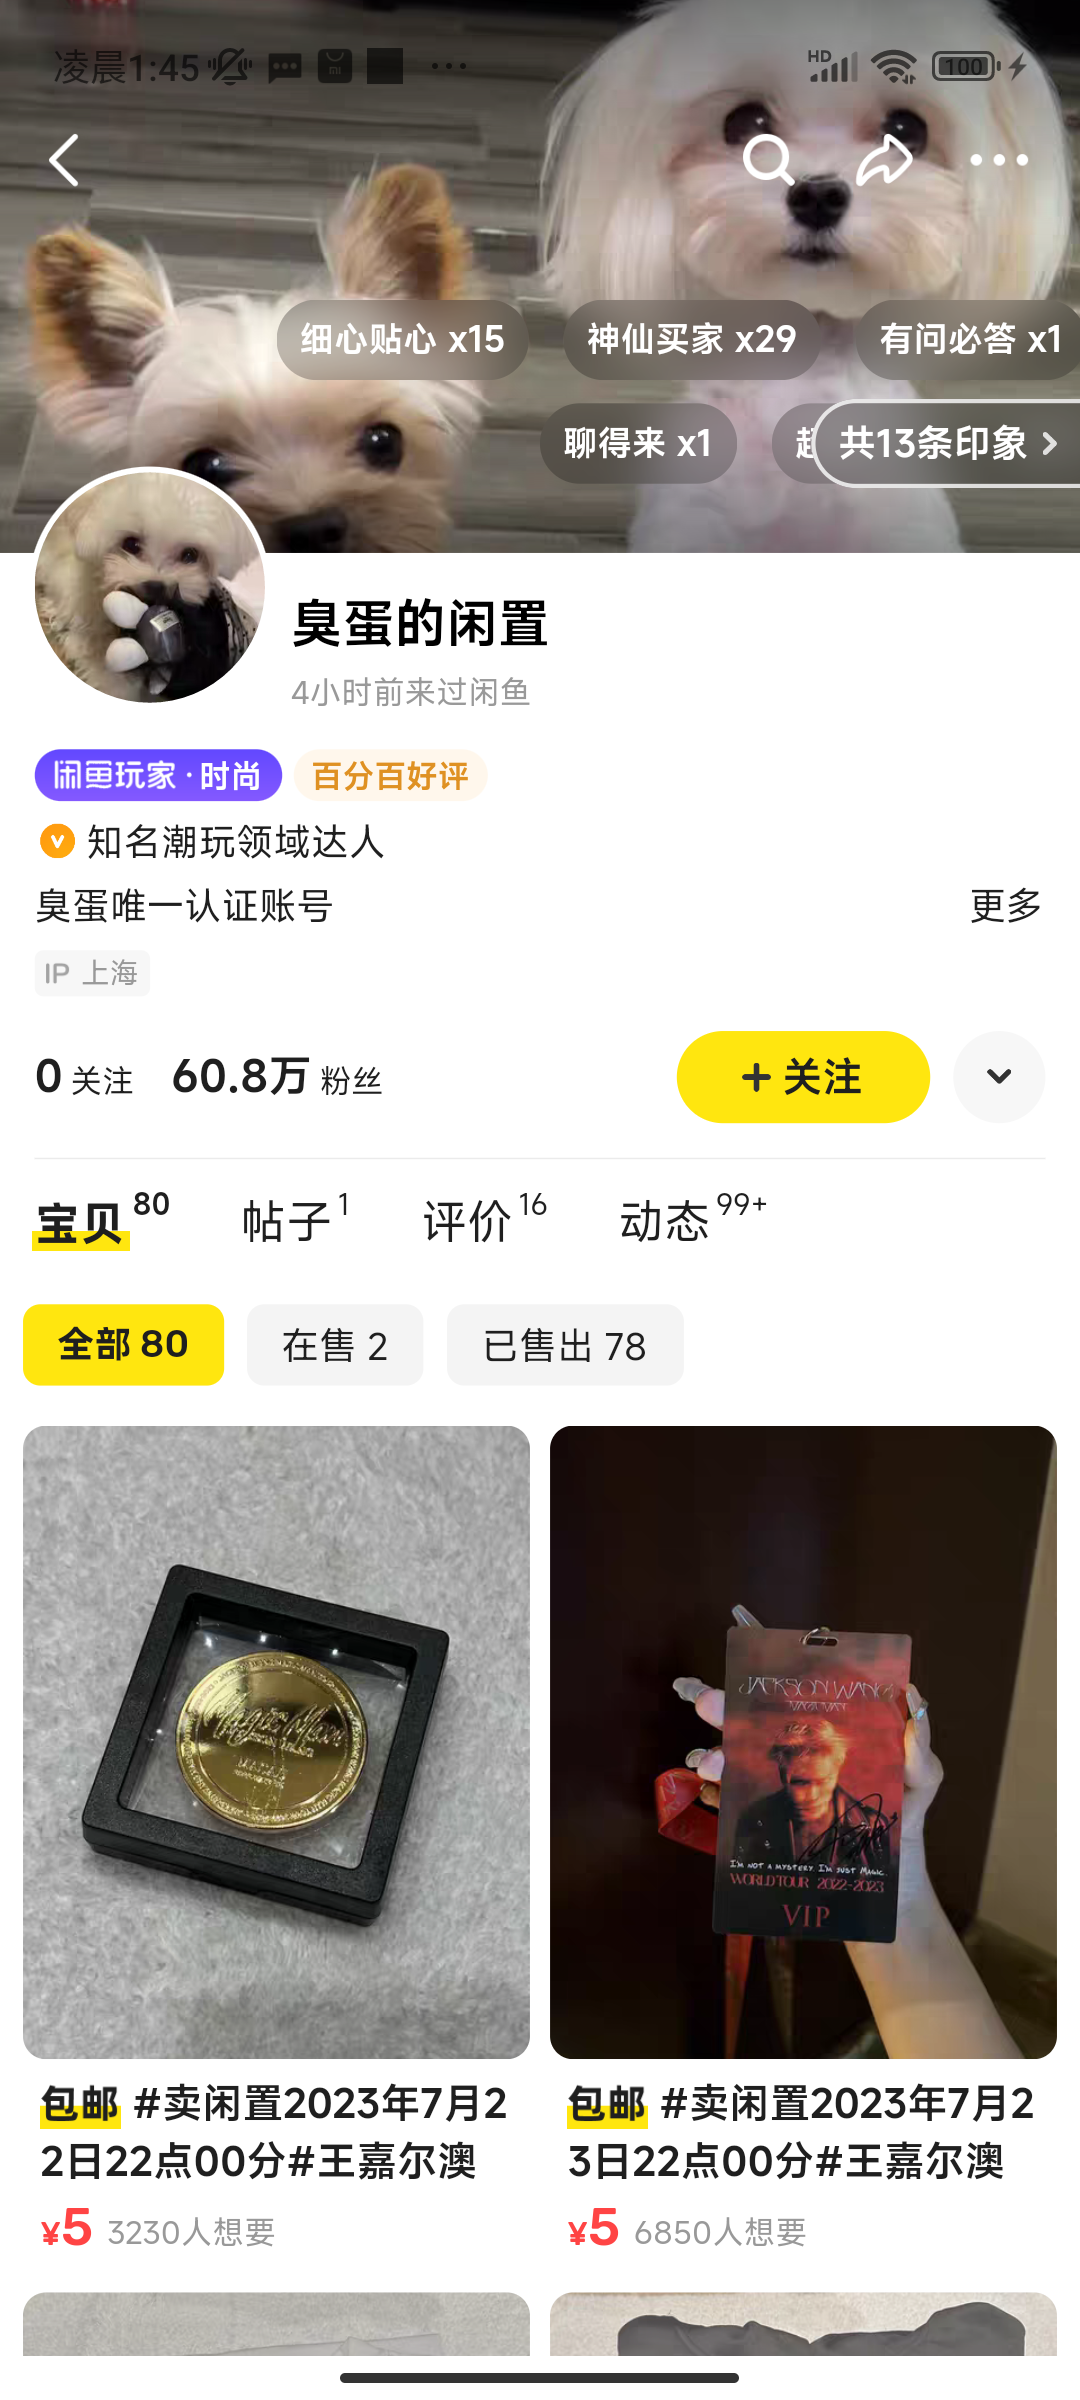 凌晨1:45
HD
100
细心贴心 x15
神仙买家 x29
有问必答 x1
聊得来 x1
共13条印象
臭蛋的闲置
4小时前来过闲鱼
闲鱼玩家·时尚
百分百好评
知名潮玩领域达人
臭蛋唯一认证账号
更多
IP 上海
0 关注 60.8万 粉丝
+ 关注
宝贝 80
帖子 1
评价 16
动态 99+
全部 80
在售 2
已售出 78
Magic Man
JACKSON WANG
MAGIC MAN
I'M NOT A MYSTERY. I'M JUST MAGIC.
WORLD TOUR 2022-2023
VIP
包邮 #卖闲置2023年7月2
2日22点00分#王嘉尔澳
¥5 3230人想要
包邮 #卖闲置2023年7月2
3日22点00分#王嘉尔澳
¥5 6850人想要